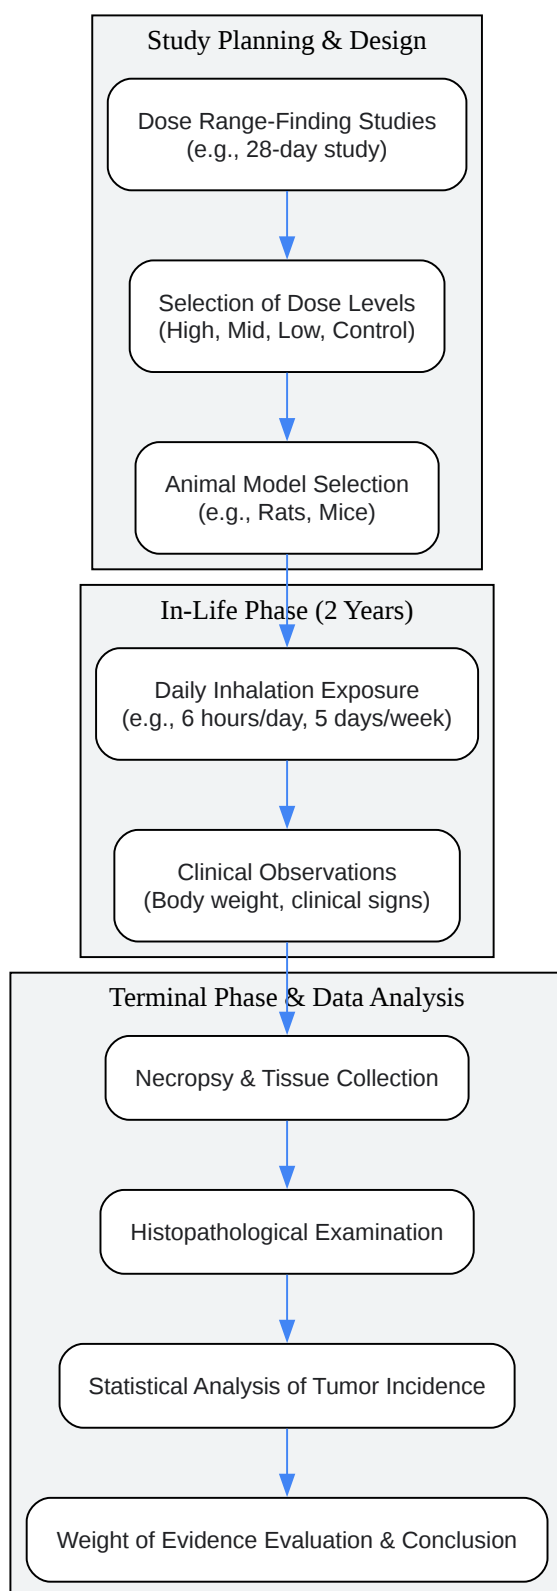 Study Planning & Design
Dose Range-Finding Studies
(e.g., 28-day study)
Selection of Dose Levels
(High, Mid, Low, Control)
Animal Model Selection
(e.g., Rats, Mice)
In-Life Phase (2 Years)
Daily Inhalation Exposure
(e.g., 6 hours/day, 5 days/week)
Clinical Observations
(Body weight, clinical signs)
Terminal Phase & Data Analysis
Necropsy & Tissue Collection
Histopathological Examination
Statistical Analysis of Tumor Incidence
Weight of Evidence Evaluation & Conclusion